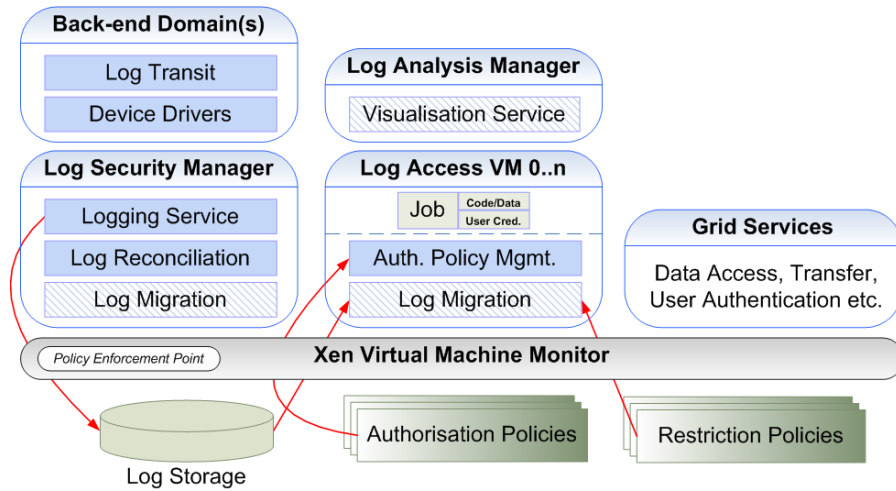 Back-end Domain(s)
Log Transit
Device Drivers
Log Analysis Manager
Visualisation Service
Log Security Manager
Logging Service
Log Reconciliation
Log Migration
Log Access VM 0..n
Job
Code/Data
User Cred.
Auth. Policy Mgmt.
Log Migration
Grid Services
Data Access, Transfer,
User Authentication etc.
Policy Enforcement Point
Xen Virtual Machine Monitor
Log Storage
Authorisation Policies
Restriction Policies